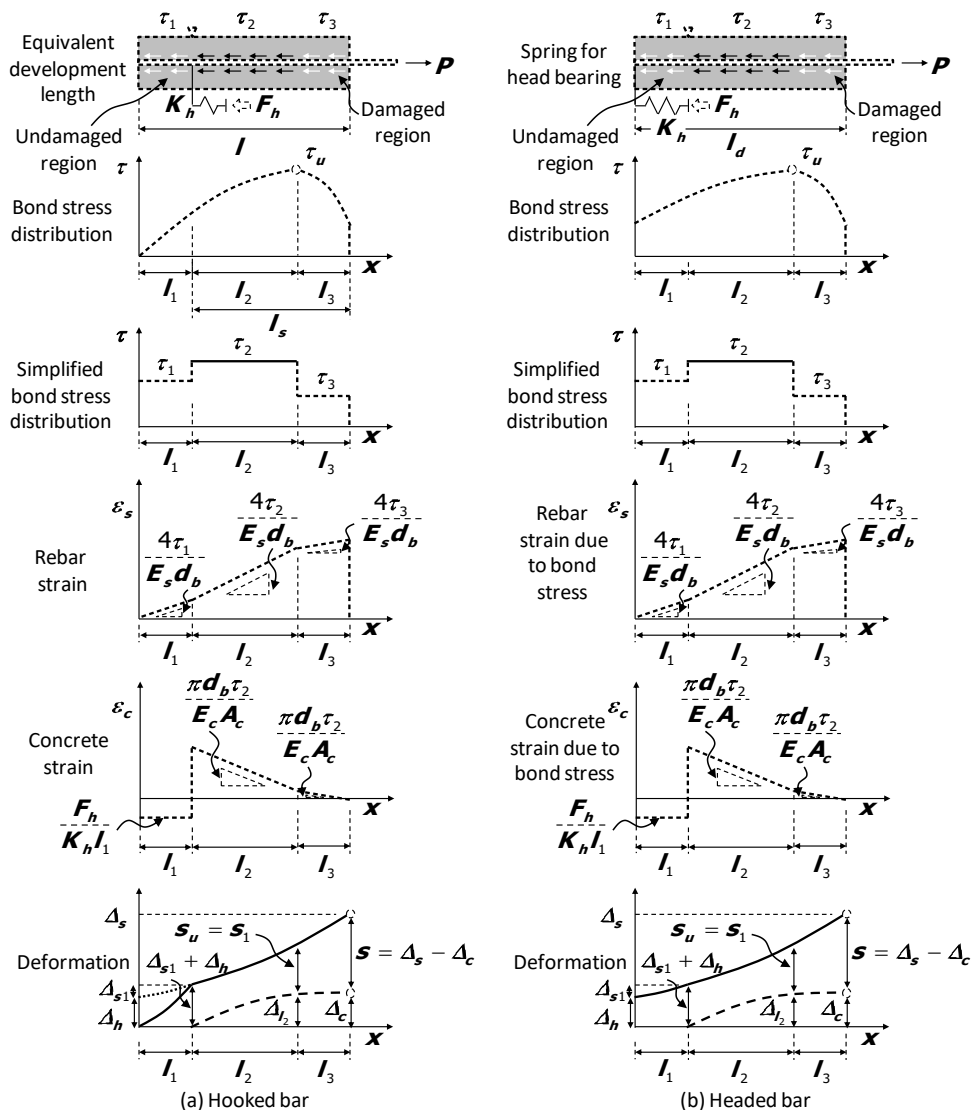 τ1 τ2 τ3
Equivalent
development
length
P
K_h F_h
Undamaged
region
Damaged
region
l
τ τ_u
Bond stress
distribution
x
l1 l2 l3
l_s
τ
τ1 τ2 τ3
Simplified
bond stress
distribution
x
l1 l2 l3
ε_s
4τ1 / E_s d_b
4τ2 / E_s d_b
4τ3 / E_s d_b
Rebar
strain
x
l1 l2 l3
ε_c
πd_bτ2 / E_c A_c
πd_bτ2 / E_c A_c
Concrete
strain
F_h / K_h l1
x
l1 l2 l3
Δ_s
s_u = s1
s = Δ_s − Δ_c
Deformation
Δ_s1 + Δ_h
Δ_s1
Δ_h
Δ_l2
Δ_c
x
l1 l2 l3
(a) Hooked bar
τ1 τ2 τ3
Spring for
head bearing
P
K_h F_h
Undamaged
region
Damaged
region
l_d
τ τ_u
Bond stress
distribution
x
l1 l2 l3
τ
τ1 τ2 τ3
Simplified
bond stress
distribution
x
l1 l2 l3
ε_s
4τ1 / E_s d_b
4τ2 / E_s d_b
4τ3 / E_s d_b
Rebar
strain due
to bond
stress
x
l1 l2 l3
ε_c
πd_bτ2 / E_c A_c
πd_bτ2 / E_c A_c
Concrete
strain due to
bond stress
F_h / K_h l1
x
l1 l2 l3
Δ_s
s_u = s1
s = Δ_s − Δ_c
Deformation
Δ_s1 + Δ_h
Δ_s1
Δ_h
Δ_l2
Δ_c
x
l1 l2 l3
(b) Headed bar